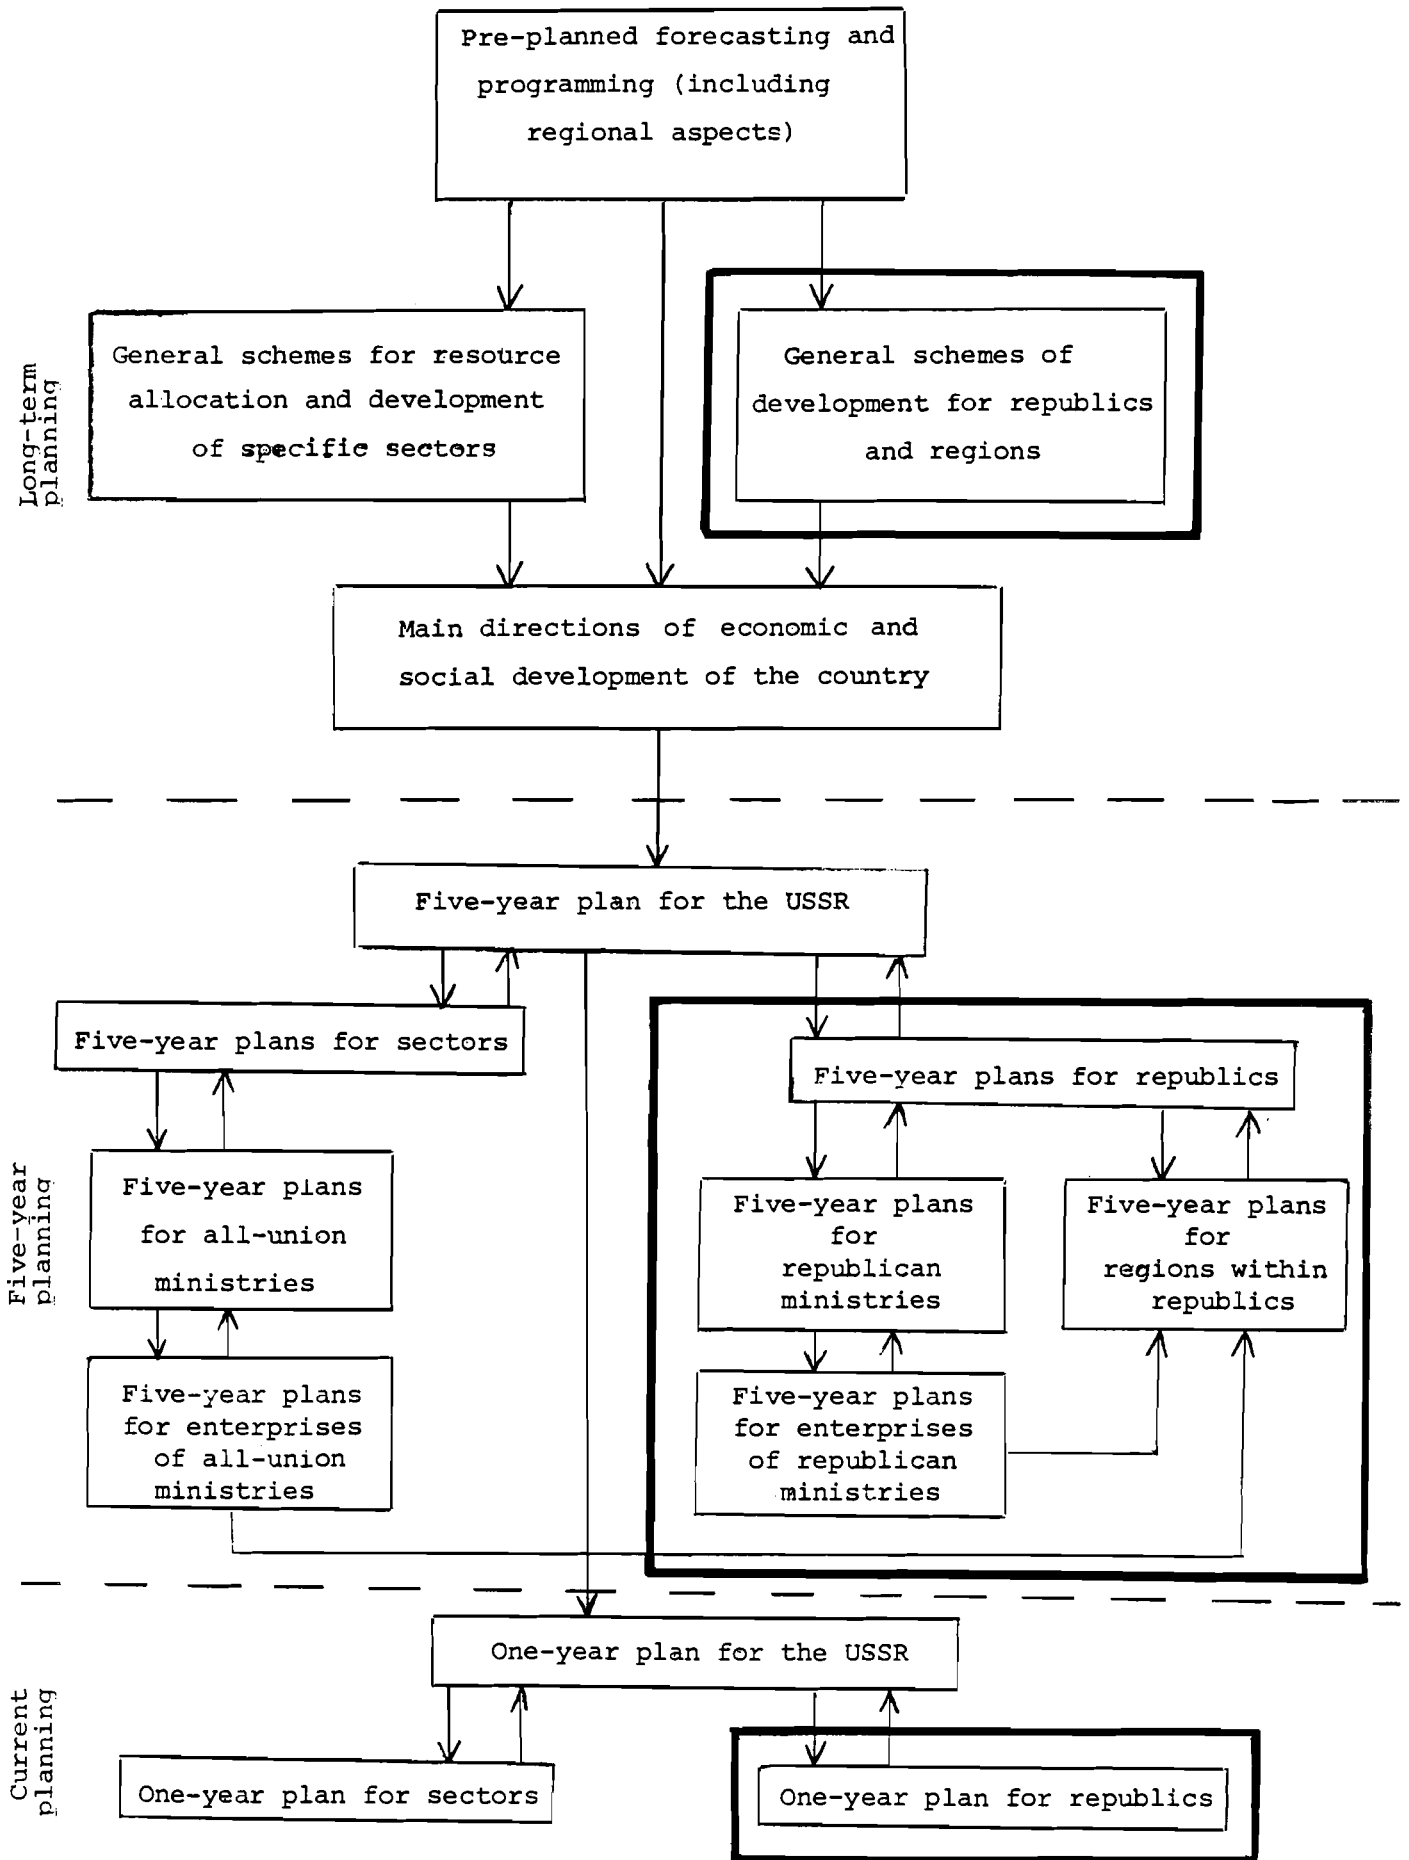 Pre-planned forecasting and
programming (including
regional aspects)
Long-term
planning
General schemes for resource
allocation and development
of specific sectors
General schemes of
development for republics
and regions
Main directions of economic and
social development of the country
Five-year plan for the USSR
Five-year plans for sectors
Five-year plans for republics
Five-year
planning
Five-year plans
for all-union
ministries
Five-year plans
for
republican
ministries
Five-year plans
for
regions within
republics
Five-year plans
for enterprises
of all-union
ministries
Five-year plans
for enterprises
of republican
ministries
One-year plan for the USSR
Current
planning
One-year plan for sectors
One-year plan for republics